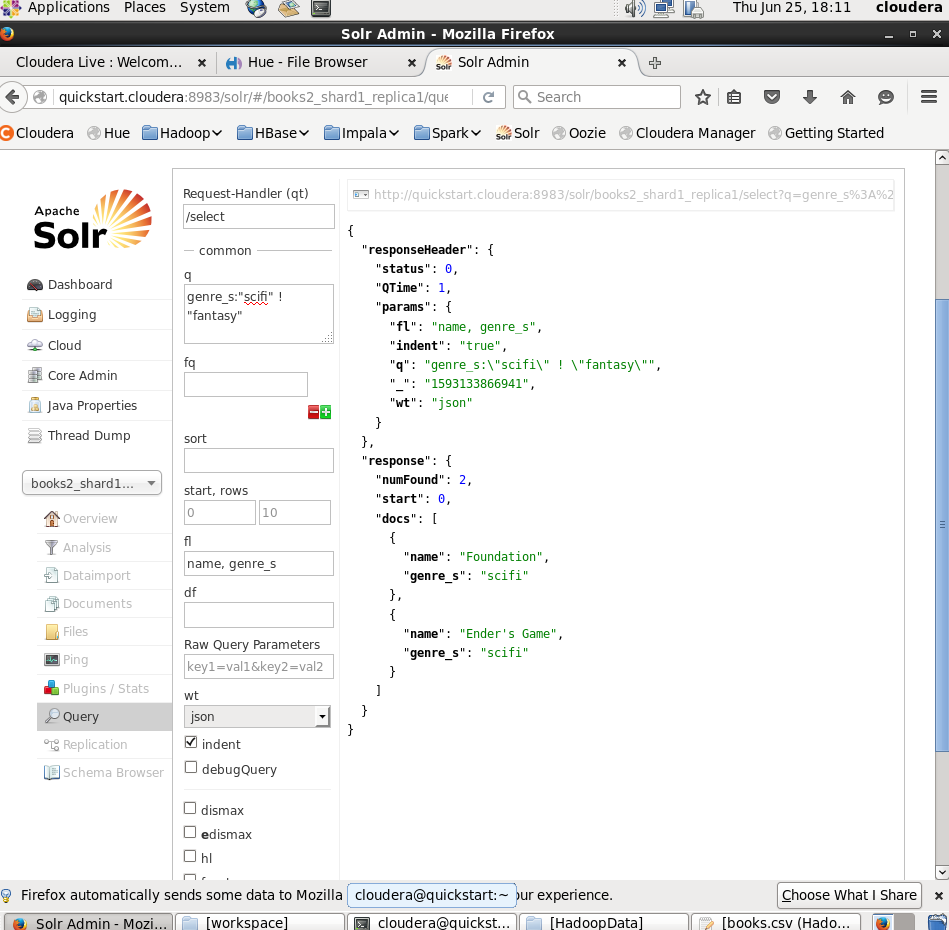 Applications Places System Thu Jun 25, 18:11 cloudera
Solr Admin - Mozilla Firefox
Cloudera Live : Welcom... Hue - File Browser Solr Admin
quickstart.cloudera:8983/solr/#/books2_shard1_replica1/que Search
Cloudera Hue Hadoop HBase Impala Spark Solr Oozie Cloudera Manager Getting Started
Apache
Solr
Dashboard
Logging
Cloud
Core Admin
Java Properties
Thread Dump
books2_shard1...
Overview
Analysis
Dataimport
Documents
Files
Ping
Plugins / Stats
Query
Replication
Schema Browser
Request-Handler (qt)
/select
common
q
genre_s:"scifi" !
"fantasy"
fq
sort
start, rows
0 10
fl
name, genre_s
df
Raw Query Parameters
key1=val1&key2=val2
wt
json
indent
debugQuery
dismax
edismax
hl
http://quickstart.cloudera:8983/solr/books2_shard1_replica1/select?q=genre_s%3A%2
{
"responseHeader": {
"status": 0,
"QTime": 1,
"params": {
"fl": "name, genre_s",
"indent": "true",
"q": "genre_s:\"scifi\" ! \"fantasy\"",
"_": "1593133866941",
"wt": "json"
}
},
"response": {
"numFound": 2,
"start": 0,
"docs": [
{
"name": "Foundation",
"genre_s": "scifi"
},
{
"name": "Ender's Game",
"genre_s": "scifi"
}
]
}
}
Firefox automatically sends some data to Mozilla cloudera@quickstart:~ our experience. Choose What I Share
Solr Admin - Mozi... [workspace] cloudera@quickst... [HadoopData] [books.csv (Hado...